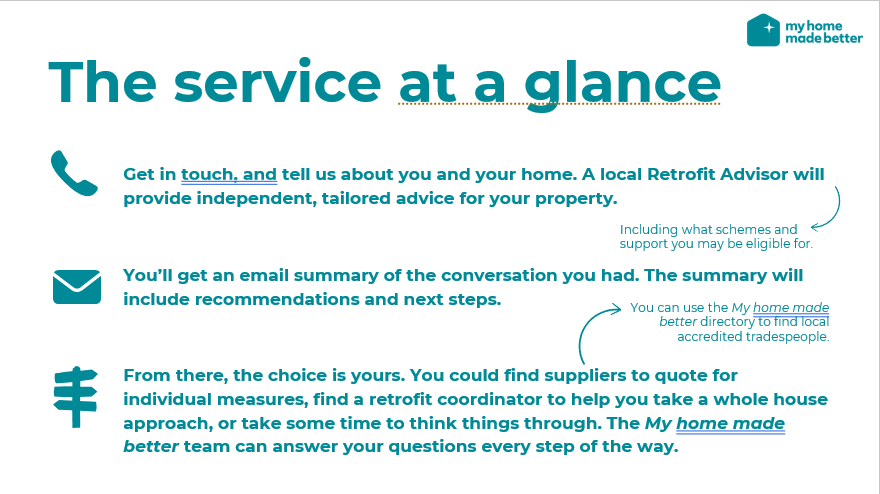 my home
made better
The service at a glance
Get in touch, and tell us about you and your home. A local Retrofit Advisor will
provide independent, tailored advice for your property.
Including what schemes and
support you may be eligible for.
You’ll get an email summary of the conversation you had. The summary will
include recommendations and next steps.
You can use the My home made
better directory to find local
accredited tradespeople.
From there, the choice is yours. You could find suppliers to quote for
individual measures, find a retrofit coordinator to help you take a whole house
approach, or take some time to think things through. The My home made
better team can answer your questions every step of the way.